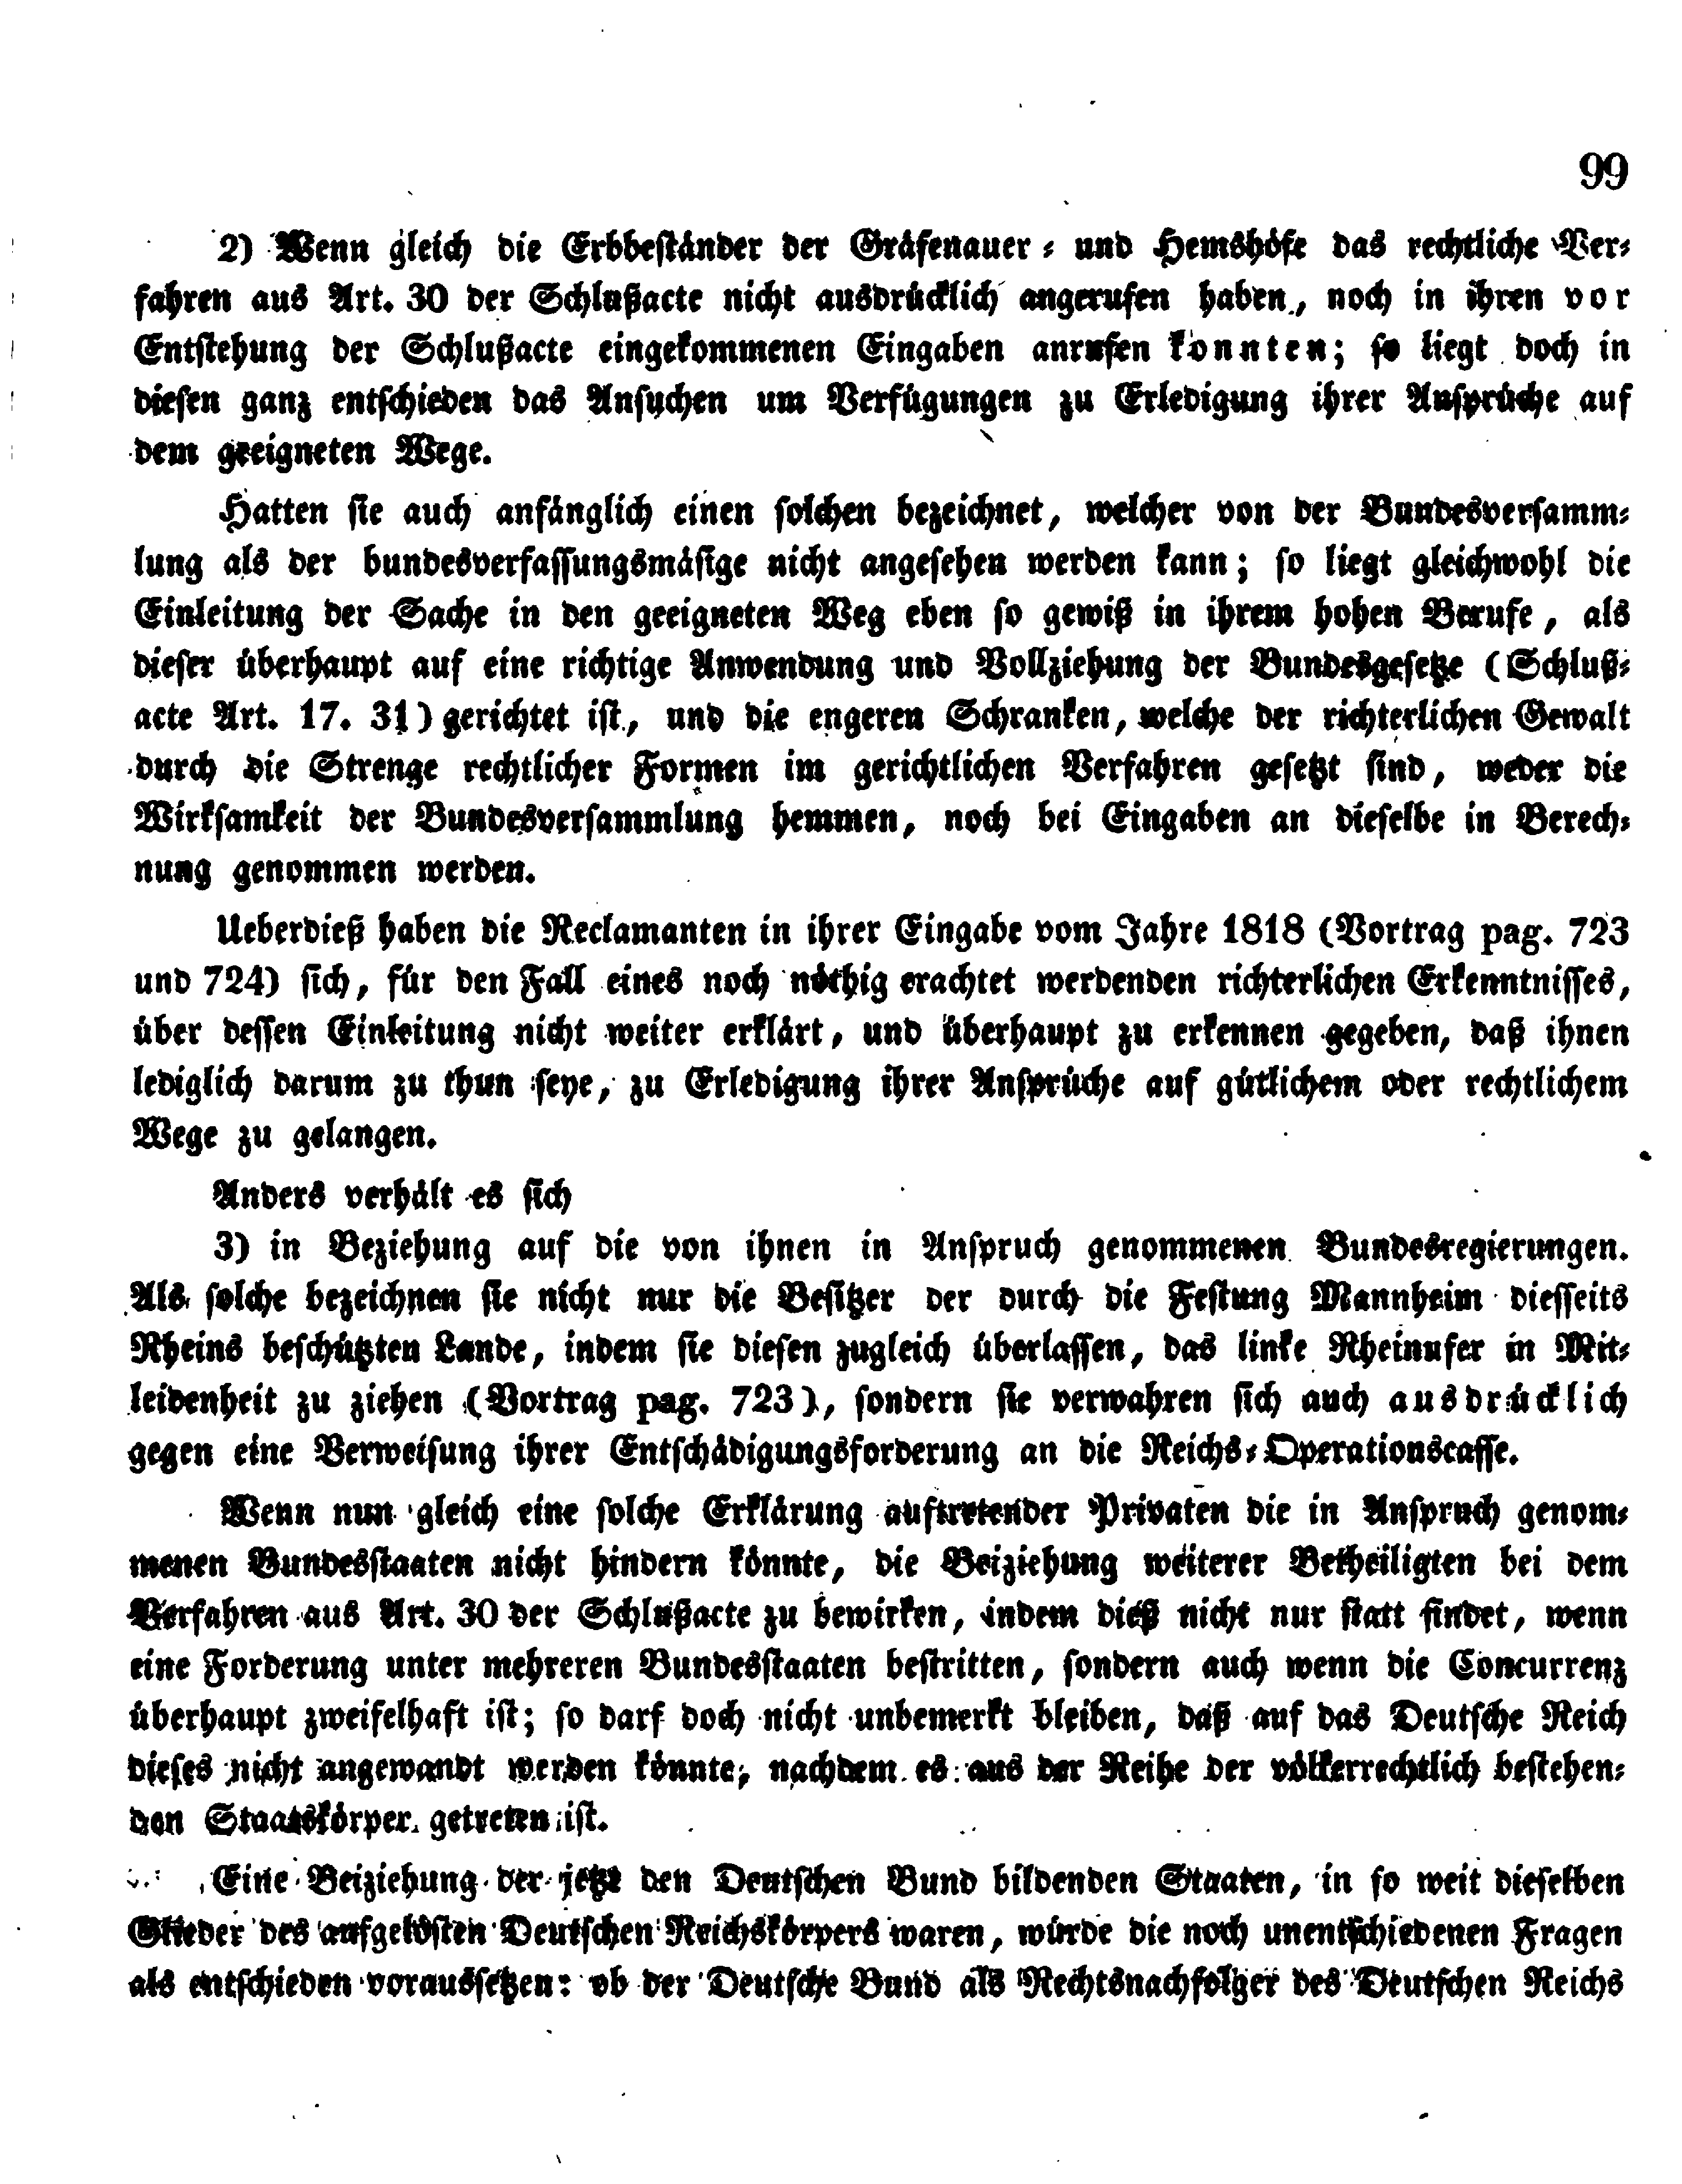 99
2) Wenn gleich die Erbbeständer der Gräfenauer- und Hemshöfe das rechtliche Ver-
fahren aus Art. 30 der Schlußacte nicht ausdrücklich angerufen haben, noch in ihren vor
Entstehung der Schlußacte eingekommenen Eingaben anrufen konnten; so liegt doch in
diesen ganz entschieden das Ansuchen um Verfügungen zu Erledigung ihrer Ansprüche auf
dem geeigneten Wege.
Hatten sie auch anfänglich einen solchen bezeichnet, welcher von der Bundesversamm-
lung als der bundesverfassungsmäsige nicht angesehen werden kann; so liegt gleichwohl die
Einleitung der Sache in den geeigneten Weg eben so gewiß in ihrem hohen Berufe, als
dieser überhaupt auf eine richtige Anwendung und Vollziehung der Bundesgesetze (Schluß-
acte Art. 17. 31) gerichtet ist, und die engeren Schranken, welche der richterlichen Gewalt
durch die Strenge rechtlicher Formen im gerichtlichen Verfahren gesetzt sind, weder die
Wirksamkeit der Bundesversammlung hemmen, noch bei Eingaben an dieselbe in Berech-
nung genommen werden.
Ueberdieß haben die Reclamanten in ihrer Eingabe vom Jahre 1818 (Vortrag pag. 723
und 724) sich, für den Fall eines noch nöthig erachtet werdenden richterlichen Erkenntnisses,
über dessen Einleitung nicht weiter erklärt, und überhaupt zu erkennen gegeben, daß ihnen
lediglich darum zu thun seye, zu Erledigung ihrer Ansprüche auf gütlichem oder rechtlichem
Wege zu gelangen.
Anders verhält es sich
3) in Beziehung auf die von ihnen in Anspruch genommenen Bundesregierungen.
Als solche bezeichnen sie nicht nur die Besitzer der durch die Festung Mannheim diesseits
Rheins beschützten Lande, indem sie diesen zugleich überlassen, das linke Rheinufer in Mit-
leidenheit zu ziehen (Vortrag pag. 723), sondern sie verwahren sich auch ausdrücklich
gegen eine Verweisung ihrer Entschädigungsforderung an die Reichs-Operationscasse.
Wenn nun gleich eine solche Erklärung auftretender Privaten die in Anspruch genom-
menen Bundesstaaten nicht hindern könnte, die Beiziehung weiterer Betheiligten bei dem
Verfahren aus Art. 30 der Schlußacte zu bewirken, indem dieß nicht nur statt findet, wenn
eine Forderung unter mehreren Bundesstaaten bestritten, sondern auch wenn die Concurrenz
überhaupt zweifelhaft ist; so darf doch nicht unbemerkt bleiben, daß auf das Deutsche Reich
dieses nicht angewandt werden könnte, nachdem es aus der Reihe der völkerrechtlich bestehen-
den Staatskörper getreten ist.
Eine Beiziehung der jetzt den Deutschen Bund bildenden Staaten, in so weit dieselben
Glieder des aufgelösten Deutschen Reichskörpers waren, würde die noch unentschiedenen Fragen
als entschieden voraussetzen: ob der Deutsche Bund als Rechtsnachfolger des Deutschen Reichs